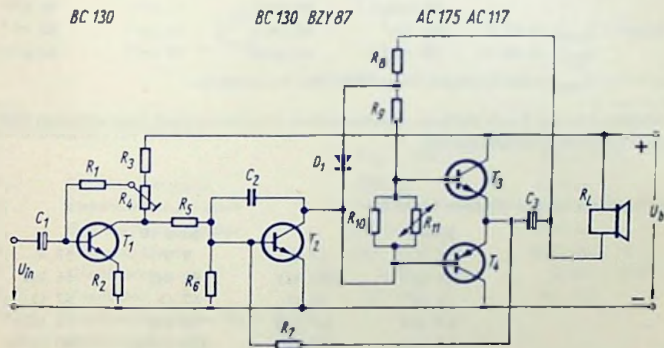 BC 130 BC 130 BZY 87 AC 175 AC 117
R8
R9
R3
R1
R4
D1
C2
T3
R5
C1
T1
R10
R11
C3
RL
+
Ub
Uin
T2
R2
R6
T4
−
R7